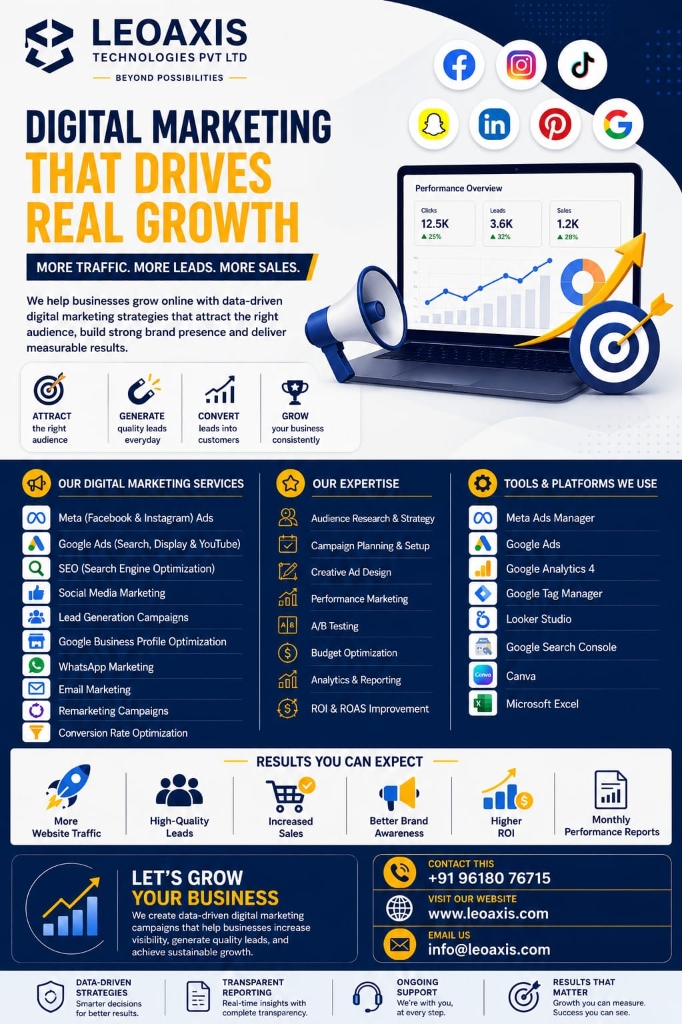 LEOAXIS
TECHNOLOGIES PVT LTD
BEYOND POSSIBILITIES
DIGITAL MARKETING
THAT DRIVES
REAL GROWTH
MORE TRAFFIC. MORE LEADS. MORE SALES.
We help businesses grow online with data-driven
digital marketing strategies that attract the right
audience, build strong brand presence and deliver
measurable results.
ATTRACT
the right
audience
GENERATE
quality leads
everyday
CONVERT
leads into
customers
GROW
your business
consistently
Performance Overview
Clicks
12.5K
▲ 25%
Leads
3.6K
▲ 32%
Sales
1.2K
▲ 28%
OUR DIGITAL MARKETING SERVICES
Meta (Facebook & Instagram) Ads
Google Ads (Search, Display & YouTube)
SEO (Search Engine Optimization)
Social Media Marketing
Lead Generation Campaigns
Google Business Profile Optimization
WhatsApp Marketing
Email Marketing
Remarketing Campaigns
Conversion Rate Optimization
OUR EXPERTISE
Audience Research & Strategy
Campaign Planning & Setup
Creative Ad Design
Performance Marketing
A B
A/B Testing
Budget Optimization
Analytics & Reporting
ROI & ROAS Improvement
TOOLS & PLATFORMS WE USE
Meta Ads Manager
Google Ads
Google Analytics 4
Google Tag Manager
Looker Studio
Google Search Console
Canva
Canva
Microsoft Excel
RESULTS YOU CAN EXPECT
More
Website Traffic
High-Quality
Leads
Increased
Sales
Better Brand
Awareness
Higher
ROI
Monthly
Performance Reports
LET'S GROW
YOUR BUSINESS
We create data-driven digital marketing
campaigns that help businesses increase
visibility, generate quality leads, and
achieve sustainable growth.
CONTACT THIS
+91 96180 76715
VISIT OUR WEBSITE
www.leoaxis.com
EMAIL US
info@leoaxis.com
DATA-DRIVEN
STRATEGIES
Smarter decisions
for better results.
TRANSPARENT
REPORTING
Real-time insights with
complete transparency.
ONGOING
SUPPORT
We're with you,
at every step.
RESULTS THAT
MATTER
Growth you can measure.
Success you can see.